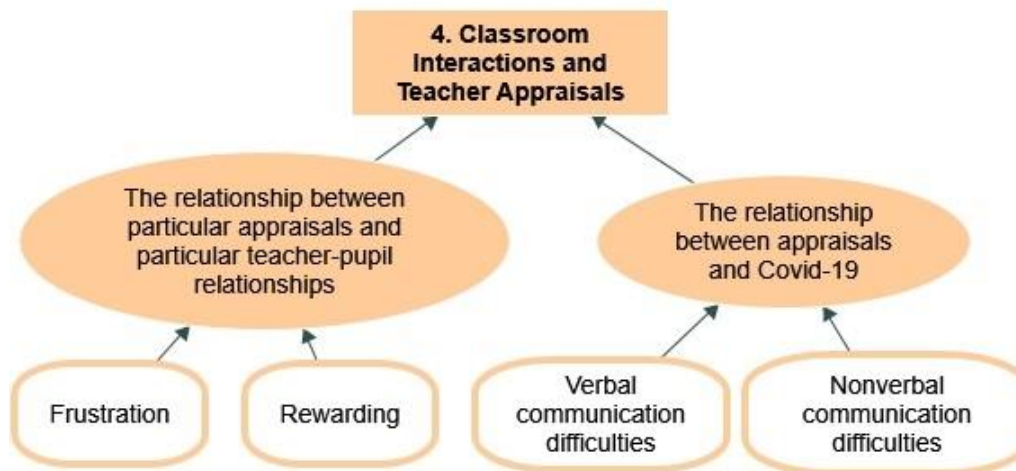 4. Classroom
Interactions and
Teacher Appraisals
The relationship between
particular appraisals and
particular teacher-pupil
relationships
The relationship
between appraisals
and Covid-19
Frustration
Rewarding
Verbal
communication
difficulties
Nonverbal
communication
difficulties